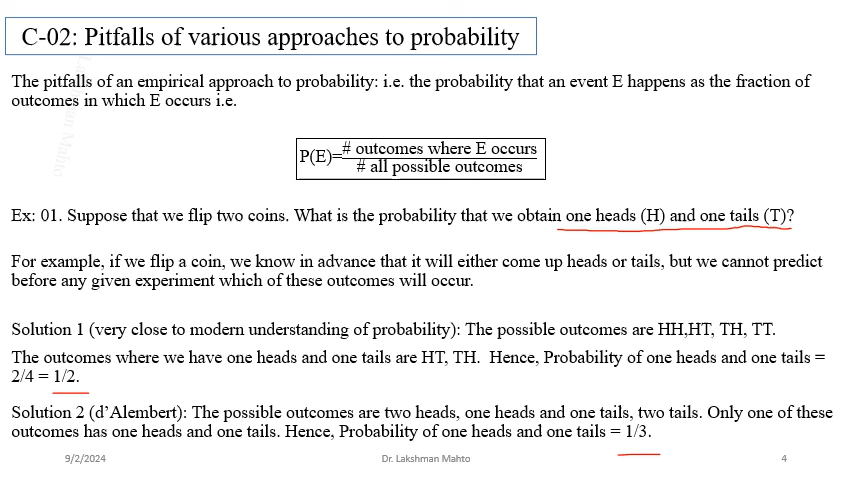 C-02: Pitfalls of various approaches to probability
The pitfalls of an empirical approach to probability: i.e. the probability that an event E happens as the fraction of
outcomes in which E occurs i.e.
P(E)=# outcomes where E occurs
# all possible outcomes
Ex: 01. Suppose that we flip two coins. What is the probability that we obtain one heads (H) and one tails (T)?
For example, if we flip a coin, we know in advance that it will either come up heads or tails, but we cannot predict
before any given experiment which of these outcomes will occur.
Solution 1 (very close to modern understanding of probability): The possible outcomes are HH,HT, TH, TT.
The outcomes where we have one heads and one tails are HT, TH.  Hence, Probability of one heads and one tails =
2/4 = 1/2.
Solution 2 (d’Alembert): The possible outcomes are two heads, one heads and one tails, two tails. Only one of these
outcomes has one heads and one tails. Hence, Probability of one heads and one tails = 1/3.
9/2/2024 Dr. Lakshman Mahto 4